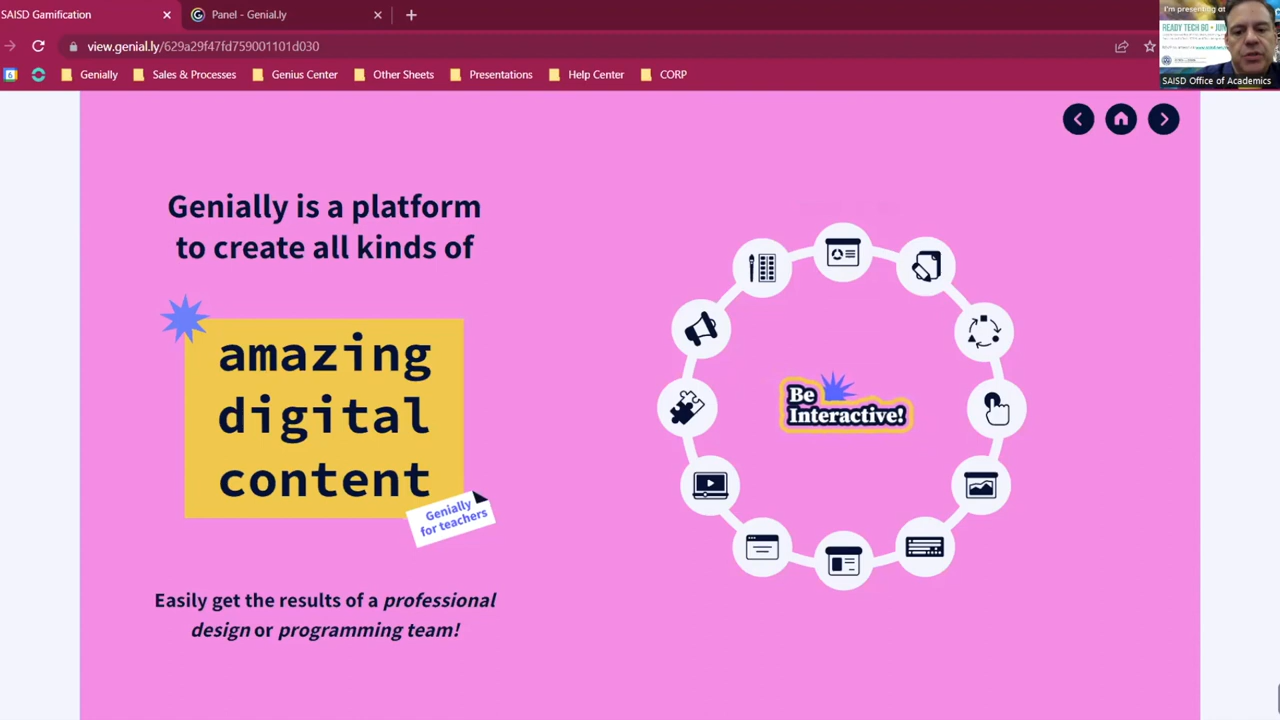 SAISD Gamification
Panel - Genial.ly
view.genial.ly/629a29f47fd759001101d030
Genially
Sales & Processes
Genius Center
Other Sheets
Presentations
Help Center
CORP
I'm presenting at
READY TECH GO • JUN
SAISD Office of Academics
Genially is a platform
to create all kinds of
amazing
digital
content
Genially
for teachers
Easily get the results of a professional
design or programming team!
Be
Interactive!